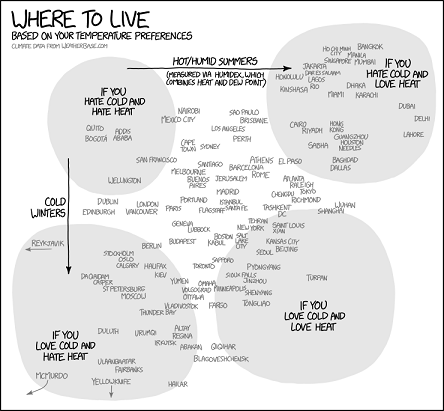 WHERE TO LIVE
BASED ON YOUR TEMPERATURE PREFERENCES
CLIMATE DATA FROM WEATHERBASE.COM
HOT/HUMID SUMMERS
(MEASURED VIA HUMIDEX, WHICH
COMBINES HEAT AND DEW POINT)
IF YOU
HATE COLD AND
HATE HEAT
QUITO
BOGOTÁ
ADDIS
ABABA
NAIROBI
MEXICO CITY
SAO PAULO
BRISBANE
LOS ANGELES
PERTH
CAPE
TOWN
SYDNEY
HO CHI MINH
CITY
BANGKOK
MANILA
SINGAPORE
MUMBAI
JAKARTA
DAR ES SALAAM
HONOLULU
LAGOS
RIO
KINSHASA
DHAKA
MIAMI
KARACHI
IF YOU
HATE COLD AND
LOVE HEAT
DUBAI
DELHI
LAHORE
CAIRO
RIYADH
HONG
KONG
GUANGZHOU
HOUSTON
SABHA
BAGHDAD
DALLAS
SAN FRANCISCO
WELLINGTON
SANTIAGO
MELBOURNE
BUENOS
AIRES
BARCELONA
JERUSALEM
ATHENS
ROME
EL PASO
MADRID
ATLANTA
RALEIGH
TOKYO
CHENGDU
RICHMOND
COLD
WINTERS
DUBLIN
EDINBURGH
LONDON
VANCOUVER
PORTLAND
PARIS
ISTANBUL
FLAGSTAFF
SANTA FE
TASHKENT
DC
WUHAN
SHANGHAI
GENEVA
LUBBOCK
TEHRAN
NEW YORK
SAINT LOUIS
XIAN
REYKJAVIK
BERLIN
BUDAPEST
BOSTON
KABUL
SALT
LAKE
CITY
KANSAS CITY
SEOUL
BEIJING
STOCKHOLM
OSLO
CALGARY
HALIFAX
KIEV
TORONTO
SAPPORO
SIOUX FALLS
PYONGYANG
JINZHOU
TURPAN
CASPER
ST PETERSBURG
MOSCOW
YUMEN
VOLGOGRAD
OTTAWA
OMAHA
MINNEAPOLIS
SHENYANG
TONGLIAO
VLADIVOSTOK
THUNDER BAY
FARGO
IF YOU
LOVE COLD AND
LOVE HEAT
IF YOU
LOVE COLD AND
HATE HEAT
DULUTH
URUMQI
ALTAY
REGINA
IRKUTSK
ABAKAN
QIQIHAR
BLAGOVESHCHENSK
ULAANBAATAR
FAIRBANKS
MCMURDO
YELLOWKNIFE
HAILAR